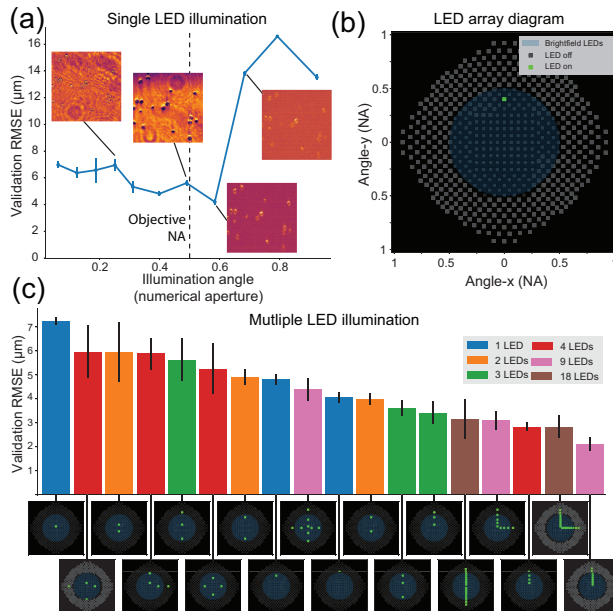 (a)
Single LED illumination
Validation RMSE (μm)
16
14
12
10
8
6
4
2
0
Objective
NA
0.2
0.4
0.6
0.8
Illumination angle
(numerical aperture)
(b)
LED array diagram
Brightfield LEDs
LED off
LED on
Angle-y (NA)
1
0.5
0
0.5
1
1
0.5
0
0.5
1
Angle-x (NA)
(c)
Mutliple LED illumination
Validation RMSE (μm)
7
6
5
4
3
2
1
1 LED
4 LEDs
2 LEDs
9 LEDs
3 LEDs
18 LEDs